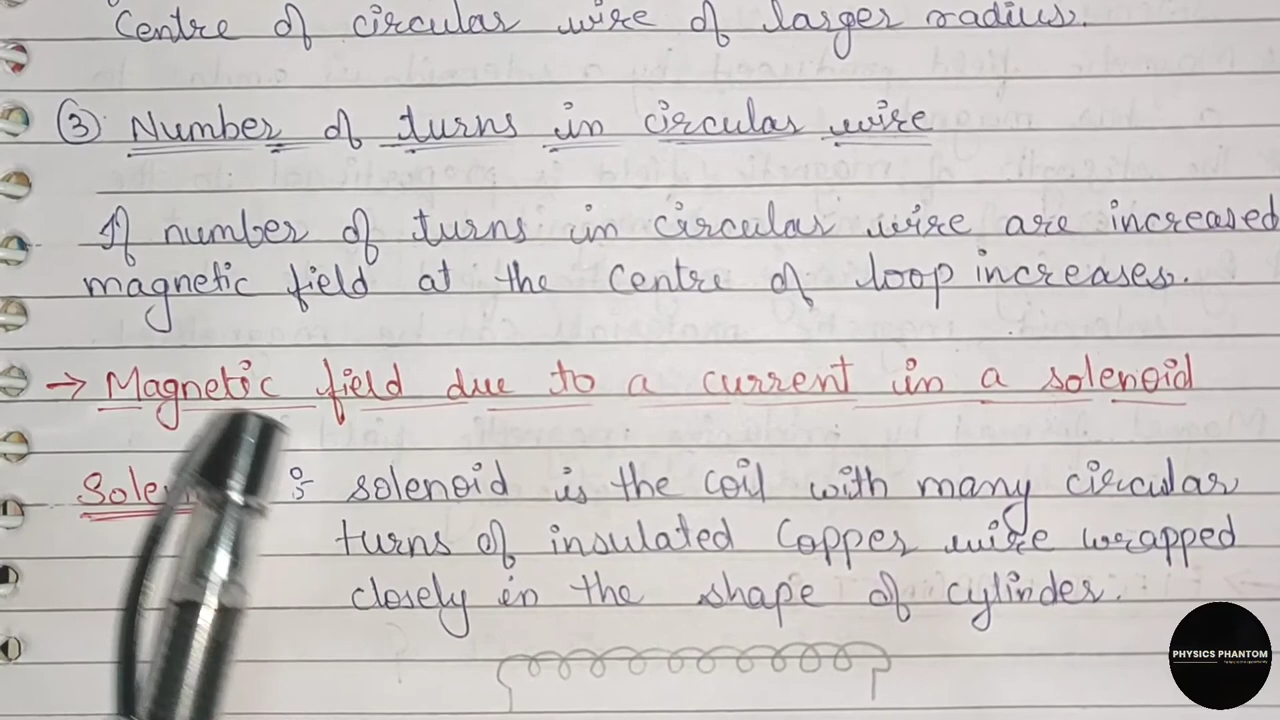 Centre of circular wire of larger radius.
③ Number of turns in circular wire
If number of turns in circular wire are increased
magnetic field at the centre of loop increases.
→ Magnetic field due to a current in a solenoid
solenoid is the coil with many circular
turns of insulated Copper wire wrapped
closely in the shape of cylinder.
PHYSICS PHANTOM